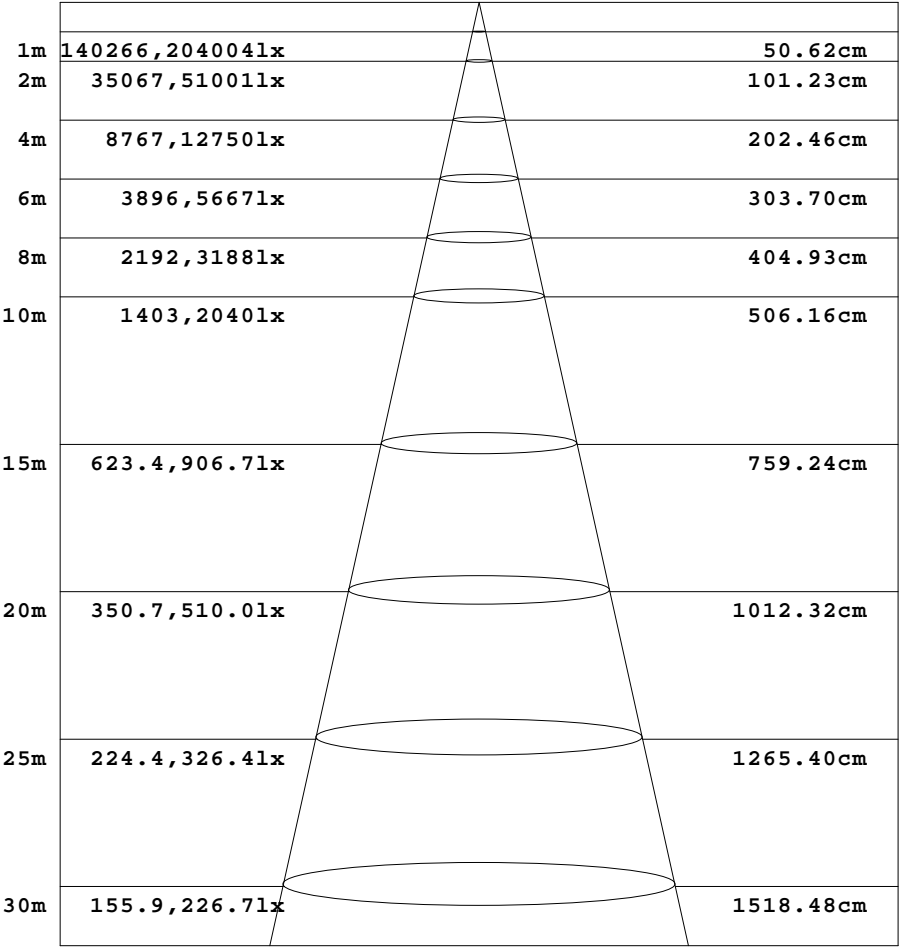 1m 140266,204004lx 50.62cm
2m 35067,51001lx 101.23cm
4m 8767,12750lx 202.46cm
6m 3896,5667lx 303.70cm
8m 2192,3188lx 404.93cm
10m 1403,2040lx 506.16cm
15m 623.4,906.7lx 759.24cm
20m 350.7,510.0lx 1012.32cm
25m 224.4,326.4lx 1265.40cm
30m 155.9,226.7lx 1518.48cm